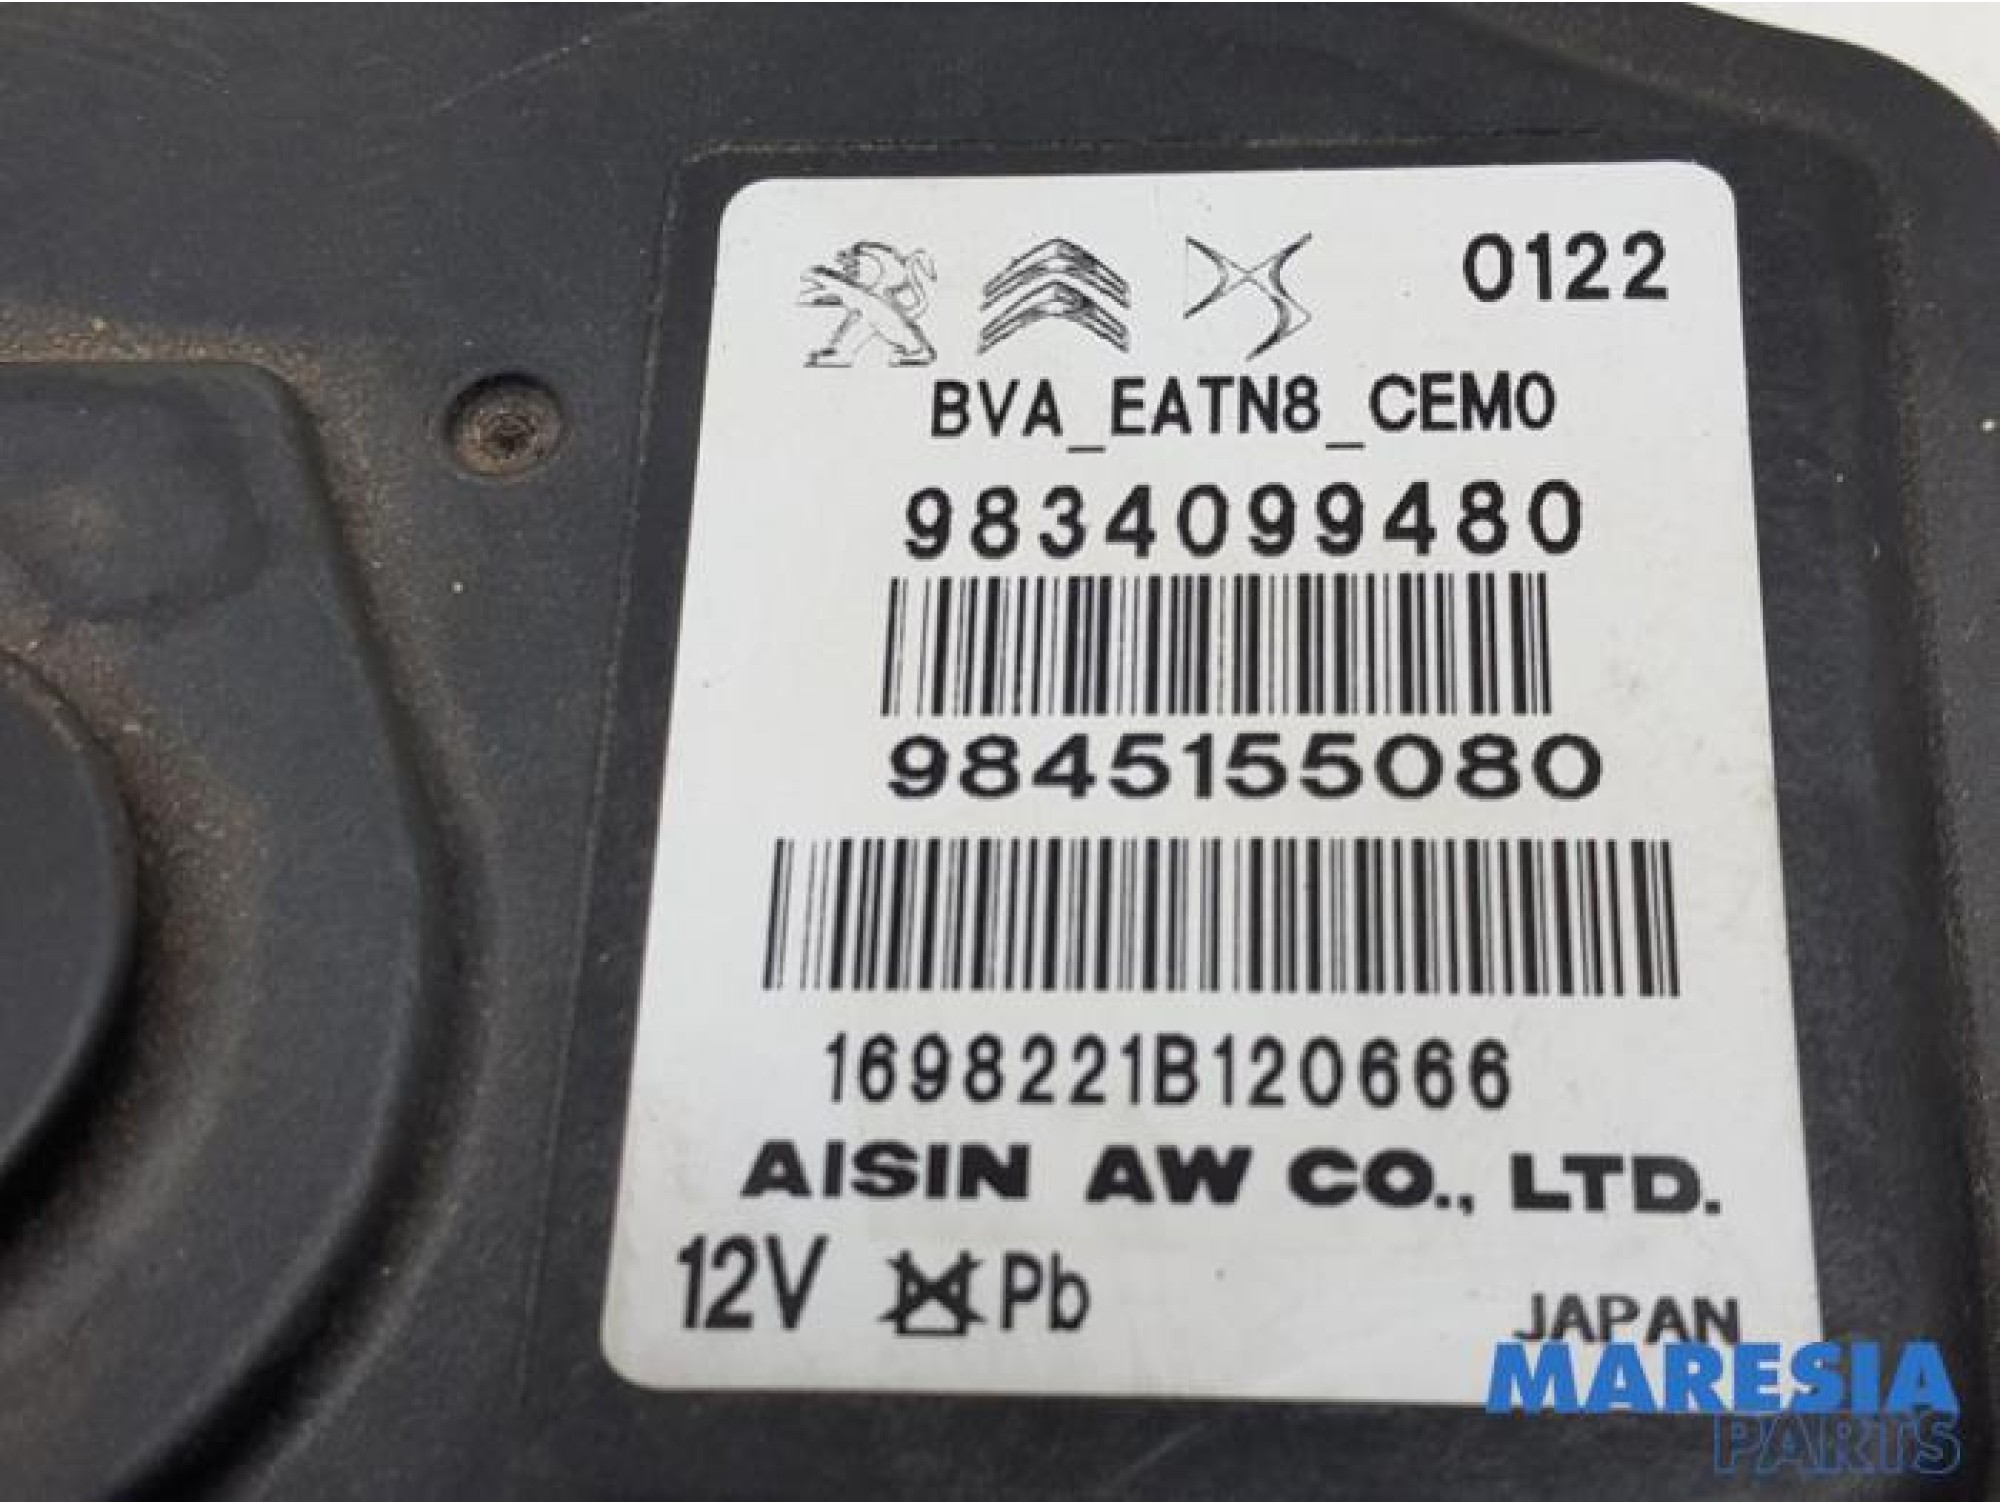 0122
BVA_EATN8_CEM0
9834099480
9845155080
1698221B120666
AISIN AW CO., LTD.
12V Pb
JAPAN
MARESIA
PARTS